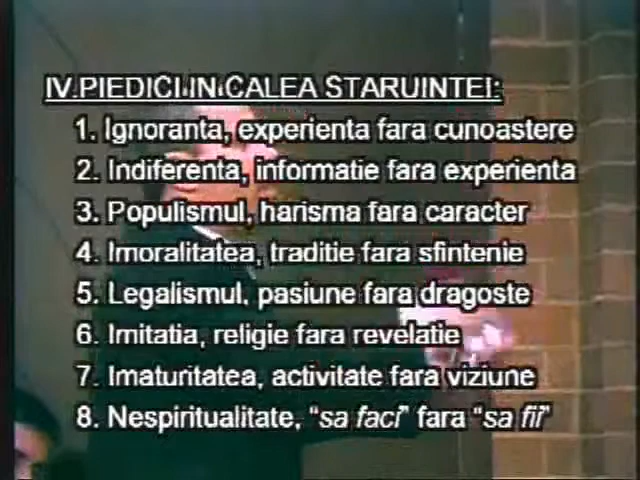 IV.PIEDICI IN CALEA STARUINTEI:
1. Ignoranta, experienta fara cunoastere
2. Indiferenta, informatie fara experienta
3. Populismul, harisma fara caracter
4. Imoralitatea, traditie fara sfintenie
5. Legalismul, pasiune fara dragoste
6. Imitatia, religie fara revelatie
7. Imaturitatea, activitate fara viziune
8. Nespiritualitate, “sa faci” fara “sa fii”